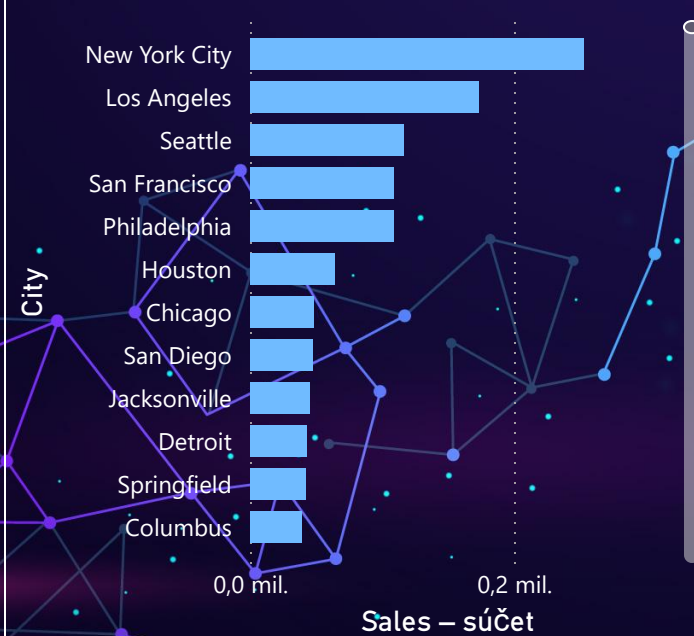 New York City
Los Angeles
Seattle
San Francisco
Philadelphia
Houston
Chicago
San Diego
Jacksonville
Detroit
Springfield
Columbus
City
0,0 mil.
0,2 mil.
Sales – súčet